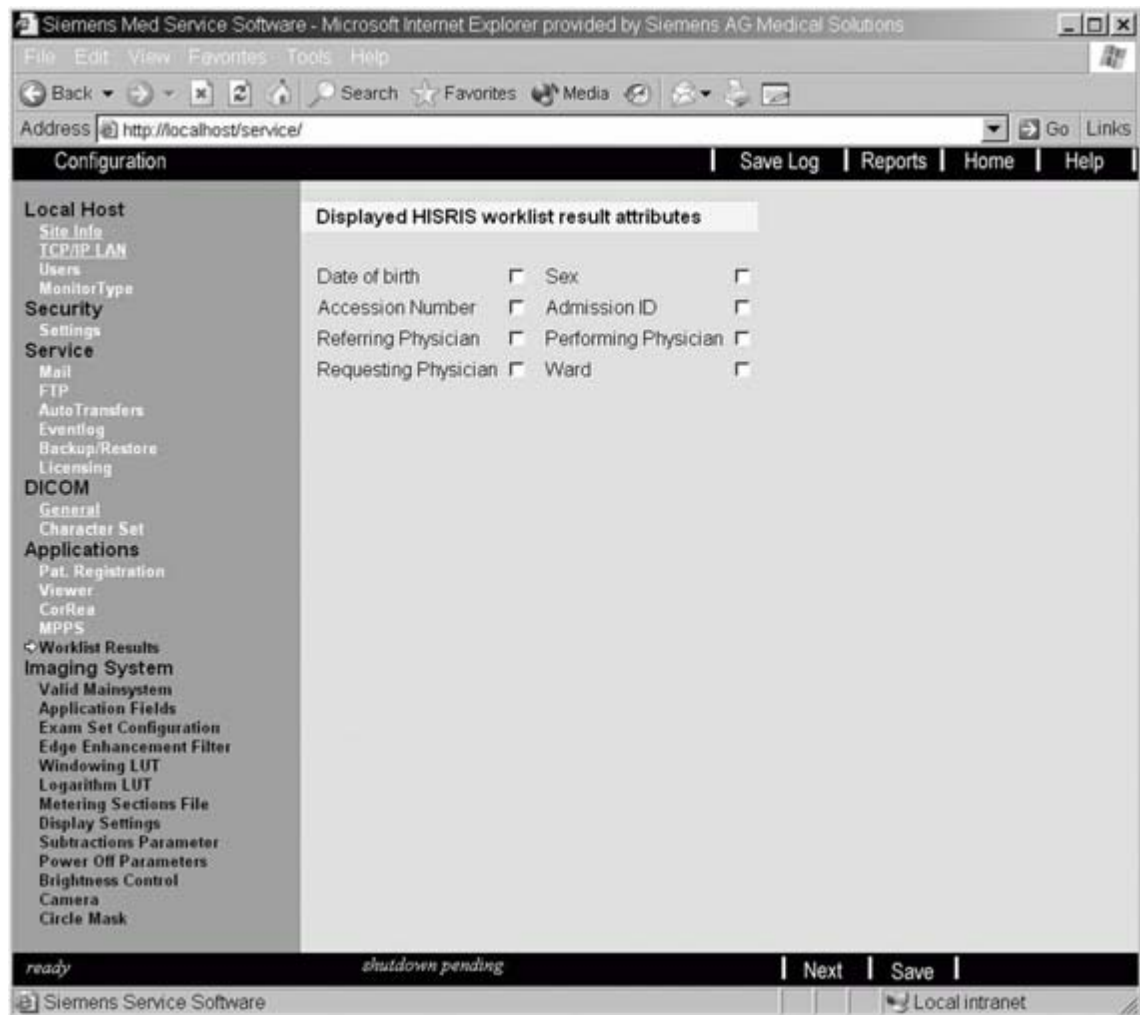 Siemens Med Service Software - Microsoft Internet Explorer provided by Siemens AG Medical Solutions
File Edit View Favorites Tools Help
Back Search Favorites Media
Address http://localhost/service/ Go Links
Configuration Save Log Reports Home Help
Local Host
Site Info
TCP/IP LAN
Users
MonitorType
Security
Settings
Service
Mail
FTP
AutoTransfers
Eventlog
Backup/Restore
Licensing
DICOM
General
Character Set
Applications
Pat. Registration
Viewer
CorRea
MPPS
Worklist Results
Imaging System
Valid Mainsystem
Application Fields
Exam Set Configuration
Edge Enhancement Filter
Windowing LUT
Logarithm LUT
Metering Sections File
Display Settings
Subtractions Parameter
Power Off Parameters
Brightness Control
Camera
Circle Mask
Displayed HISRIS worklist result attributes
Date of birth Sex
Accession Number Admission ID
Referring Physician Performing Physician
Requesting Physician Ward
ready shutdown pending Next Save
Siemens Service Software Local intranet